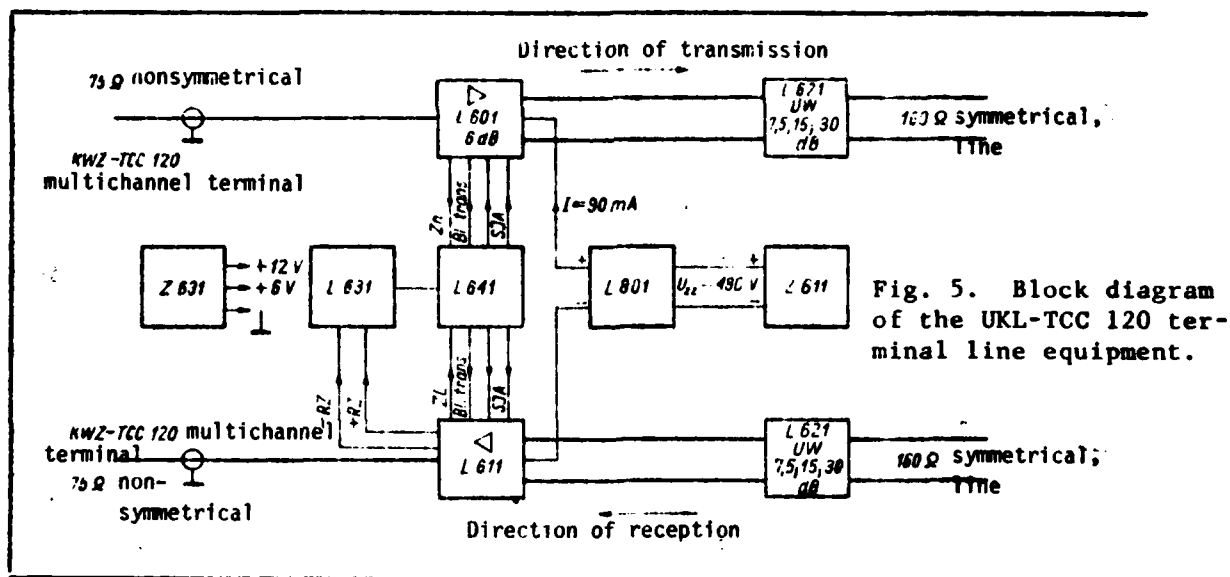 Direction of transmission
75 Ω nonsymmetrical
KWZ-TCC 120
multichannel terminal
L 601
6 dB
L 621
UW
7,5, 15, 30
dB
160 Ω symmetrical,
line
Zn
Bl. trans
SDA
I = 90 mA
Z 631
+12 V
+6 V
L 631
L 641
+
-
L 801
490 V
+
-
611
Fig. 5. Block diagram
of the UKL-TCC 120 ter-
minal line equipment.
-RZ
+RZ
ZL
Bl. trans
SDA
KWZ-TCC 120 multichannel
terminal
75 Ω non-
symmetrical
L 611
L 621
UW
7,5, 15, 30
dB
160 Ω symmetrical,
line
Direction of reception